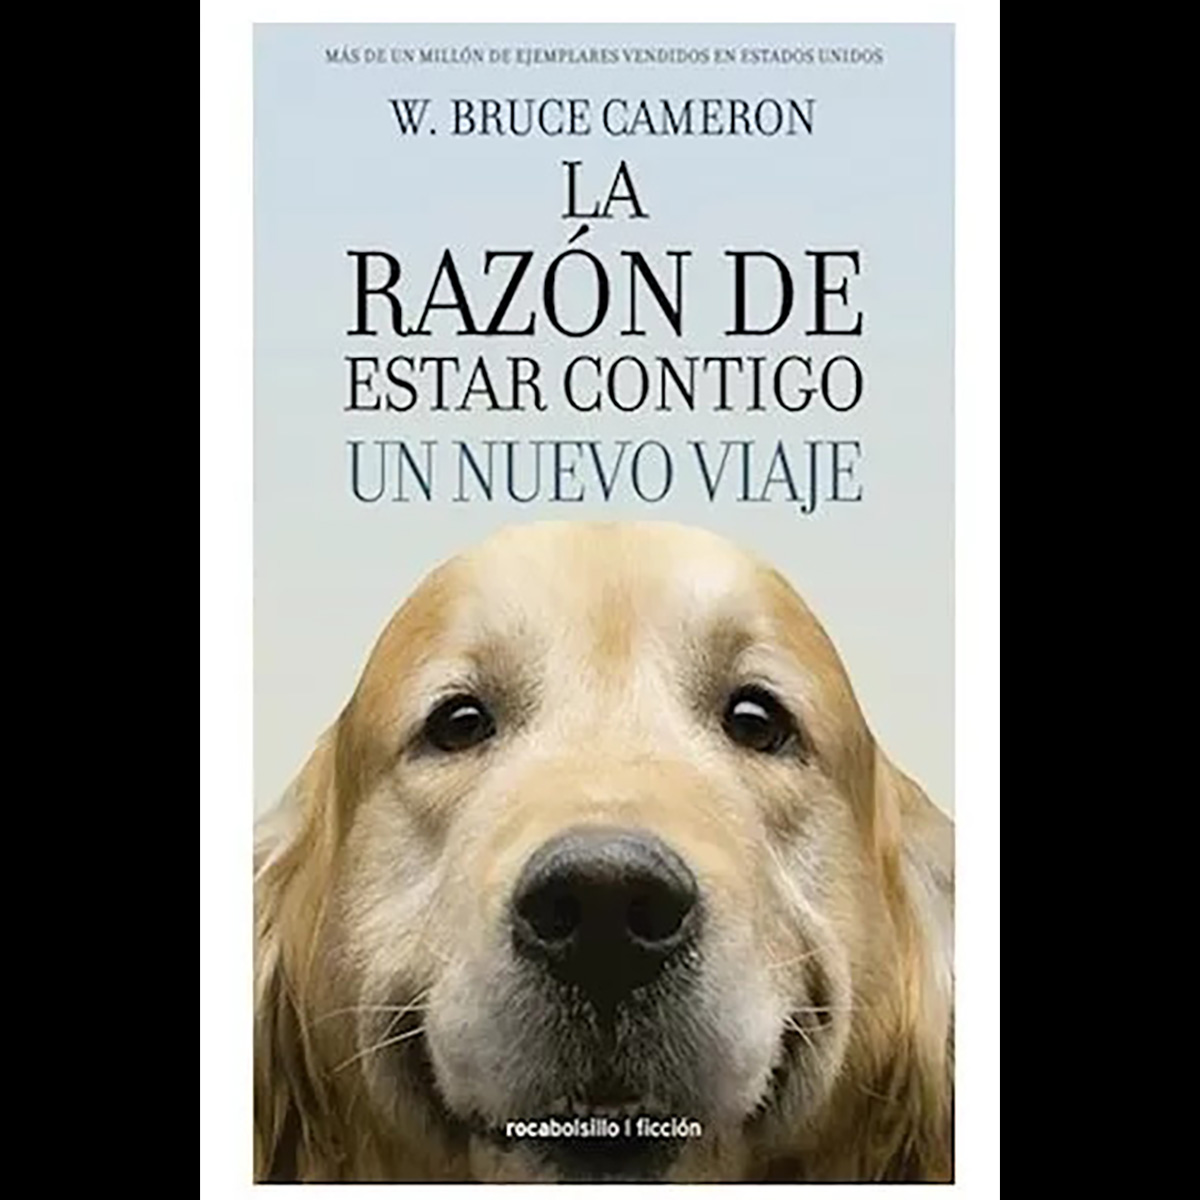 MÁS DE UN MILLÓN DE EJEMPLARES VENDIDOS EN ESTADOS UNIDOS
W. BRUCE CAMERON
LA
RAZÓN DE
ESTAR CONTIGO
UN NUEVO VIAJE
rocabolsillo | ficción